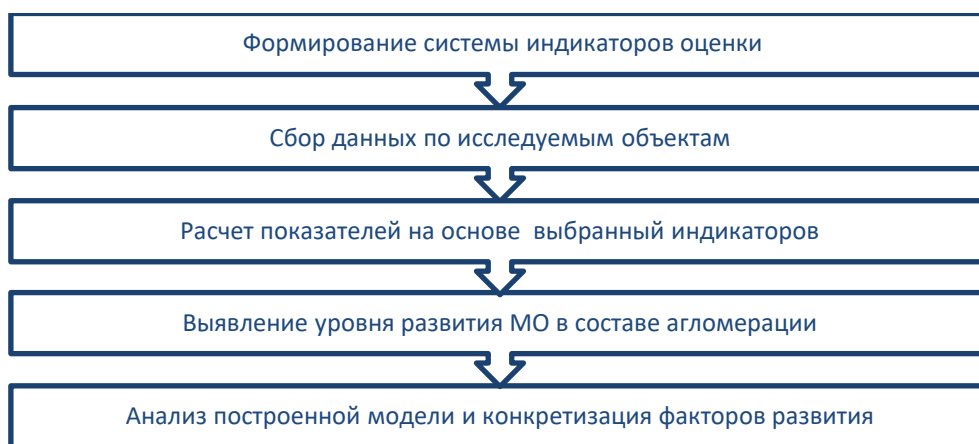 Формирование системы индикаторов оценки
Сбор данных по исследуемым объектам
Расчет показателей на основе  выбранный индикаторов
Выявление уровня развития МО в составе агломерации
Анализ построенной модели и конкретизация факторов развития